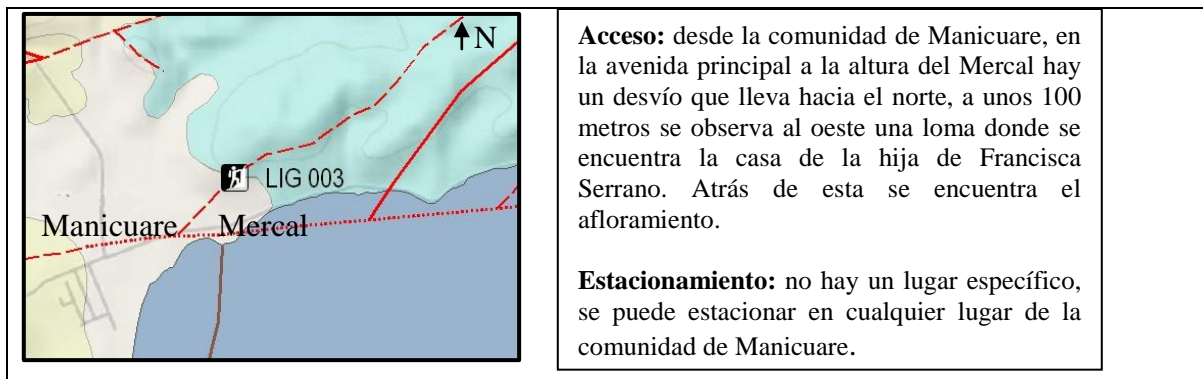 N
LIG 003
Manicuare Mercal
Acceso: desde la comunidad de Manicuare, en
la avenida principal a la altura del Mercal hay
un desvío que lleva hacia el norte, a unos 100
metros se observa al oeste una loma donde se
encuentra la casa de la hija de Francisca
Serrano. Atrás de esta se encuentra el
afloramiento.
Estacionamiento: no hay un lugar específico,
se puede estacionar en cualquier lugar de la
comunidad de Manicuare.